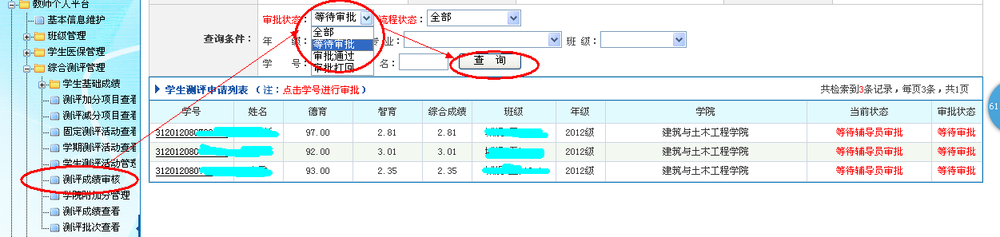 教师个人平台
基本信息维护
班级管理
学生医保管理
综合测评管理
学生基础成绩
测评加分项目查看
测评减分项目查看
固定测评活动查看
学期测评活动查看
学生测评活动管理
测评成绩审核
学院附加分管理
测评成绩查看
测评批次查看
查询条件：
审批状态： 等待审批 流程状态： 全部
全部
等待审批
审批通过
审批打回
年 级： 专 业： 班 级：
学 号 名： 查 询
学生测评申请列表 （注：点击学号进行审批） 共检索到3条记录，每页3条，共1页
学号 姓名 德育 智育 综合成绩 班级 年级 学院 当前状态 审批状态
312012080 97.00 2.81 2.81 2012级 建筑与土木工程学院 等待辅导员审批 等待审批
312012080 92.00 3.01 3.01 2012级 建筑与土木工程学院 等待辅导员审批 等待审批
312012080 93.00 2.35 2.35 2012级 建筑与土木工程学院 等待辅导员审批 等待审批
61